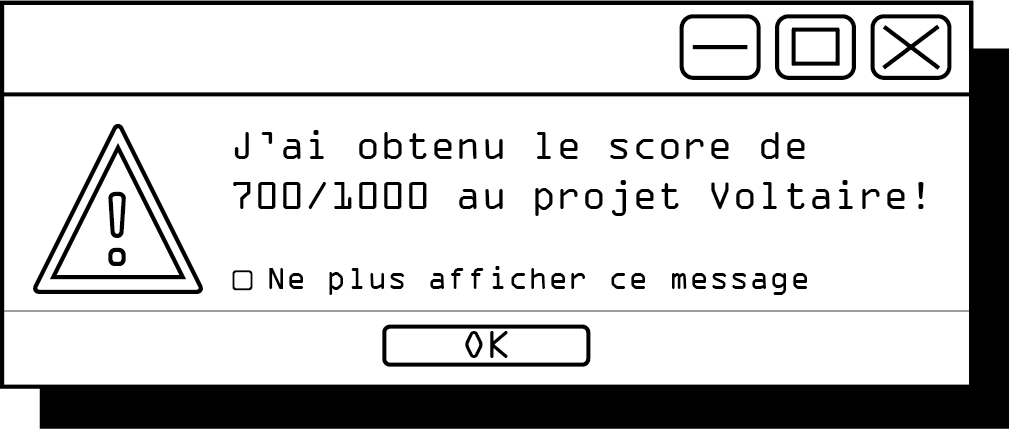 J'ai obtenu le score de
700/1000 au projet Voltaire!
Ne plus afficher ce message
OK